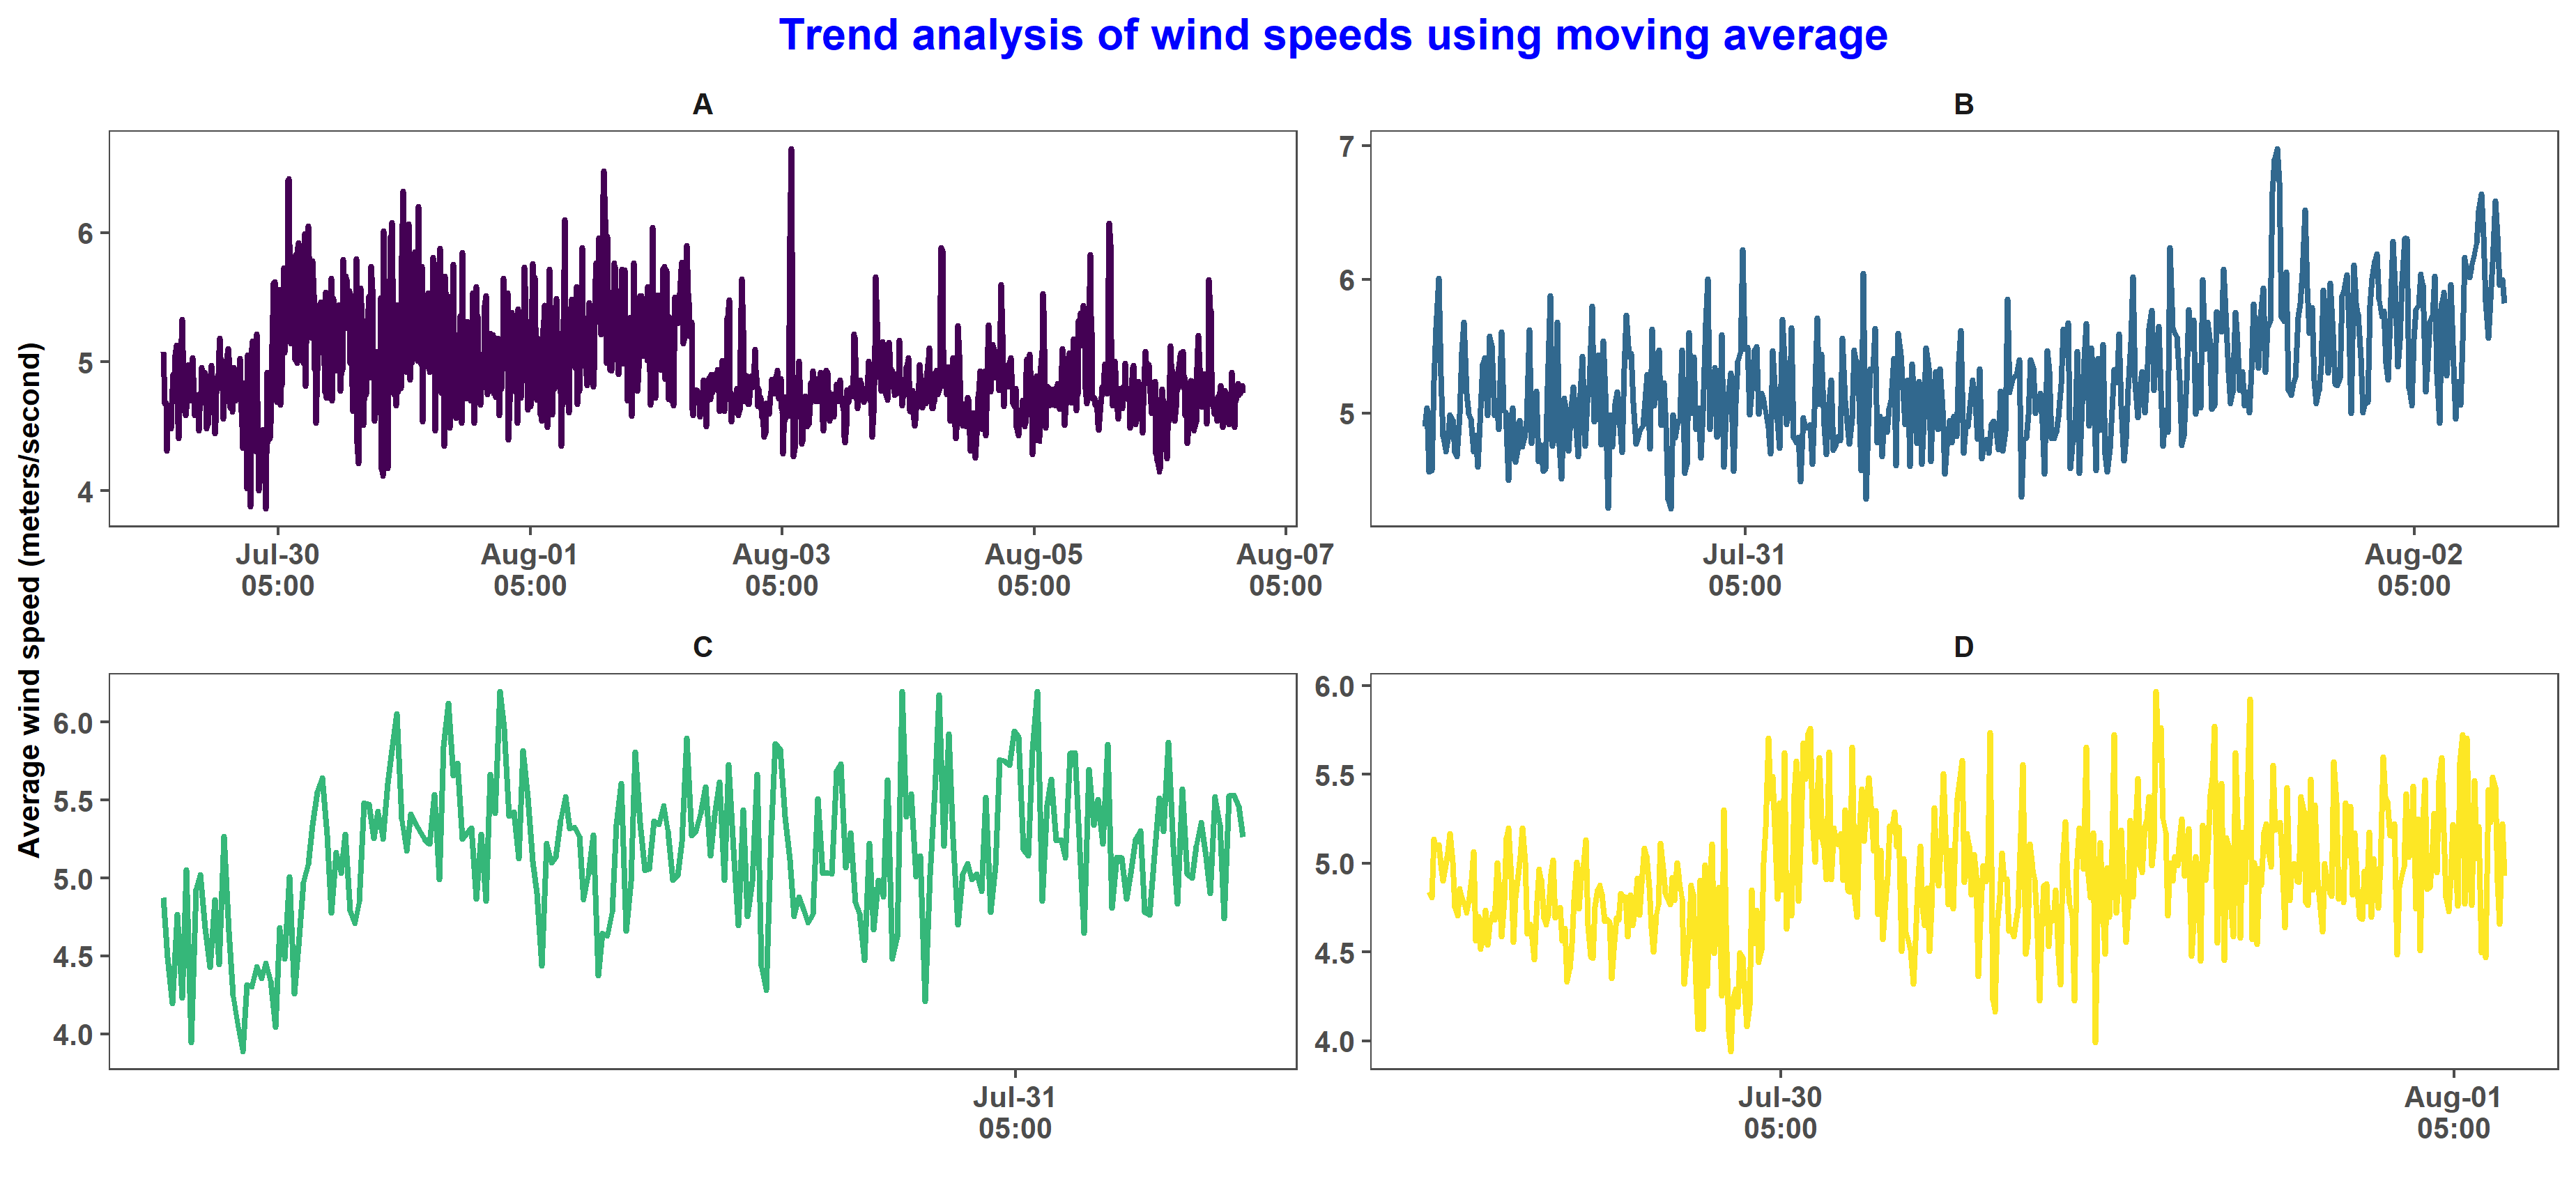 Trend analysis of wind speeds using moving average
Average wind speed (meters/second)
A
6
5
4
Jul-30 Aug-01 Aug-03 Aug-05 Aug-07
05:00 05:00 05:00 05:00 05:00
B
7
6
5
Jul-31 Aug-02
05:00 05:00
C
6.0
5.5
5.0
4.5
4.0
Jul-31
05:00
D
6.0
5.5
5.0
4.5
4.0
Jul-30 Aug-01
05:00 05:00